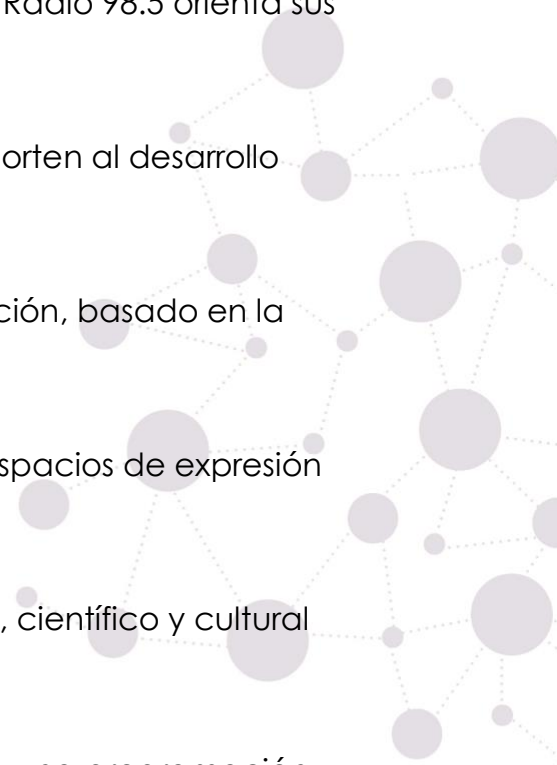 Radio 98.5 orienta sus
orten al desarrollo
ción, basado en la
spacios de expresión
, científico y cultural